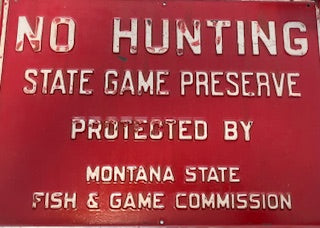 NO HUNTING
STATE GAME PRESERVE
PROTECTED BY
MONTANA STATE
FISH & GAME COMMISSION